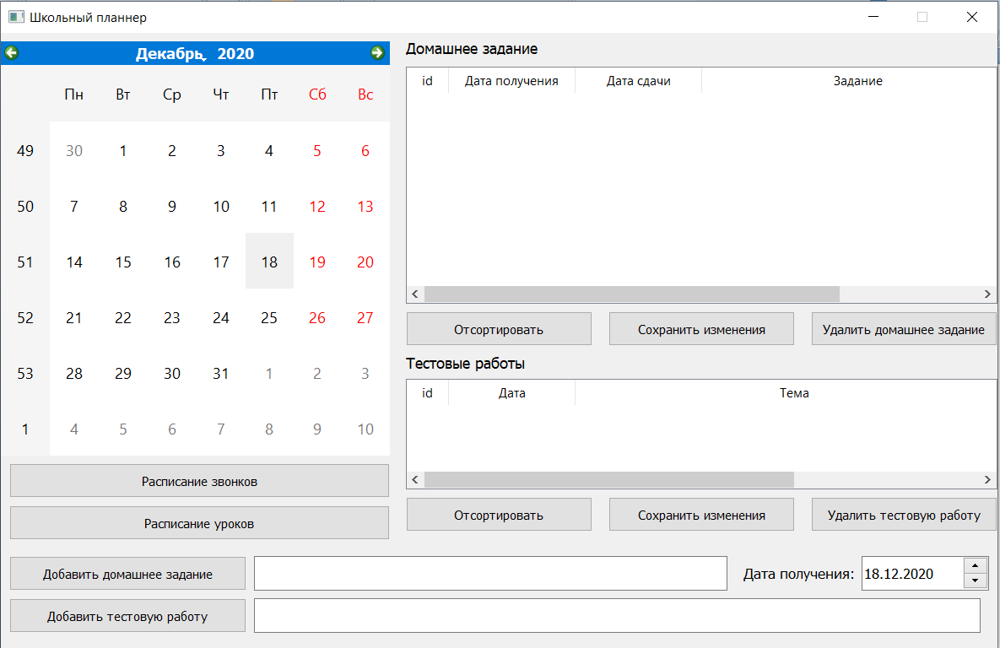 Школьный планнер
Декабрь 2020
Пн Вт Ср Чт Пт Сб Вс
49 30 1 2 3 4 5 6
50 7 8 9 10 11 12 13
51 14 15 16 17 18 19 20
52 21 22 23 24 25 26 27
53 28 29 30 31 1 2 3
1 4 5 6 7 8 9 10
Расписание звонков
Расписание уроков
Домашнее задание
id Дата получения Дата сдачи Задание
Отсортировать Сохранить изменения Удалить домашнее задание
Тестовые работы
id Дата Тема
Отсортировать Сохранить изменения Удалить тестовую работу
Добавить домашнее задание Дата получения: 18.12.2020
Добавить тестовую работу